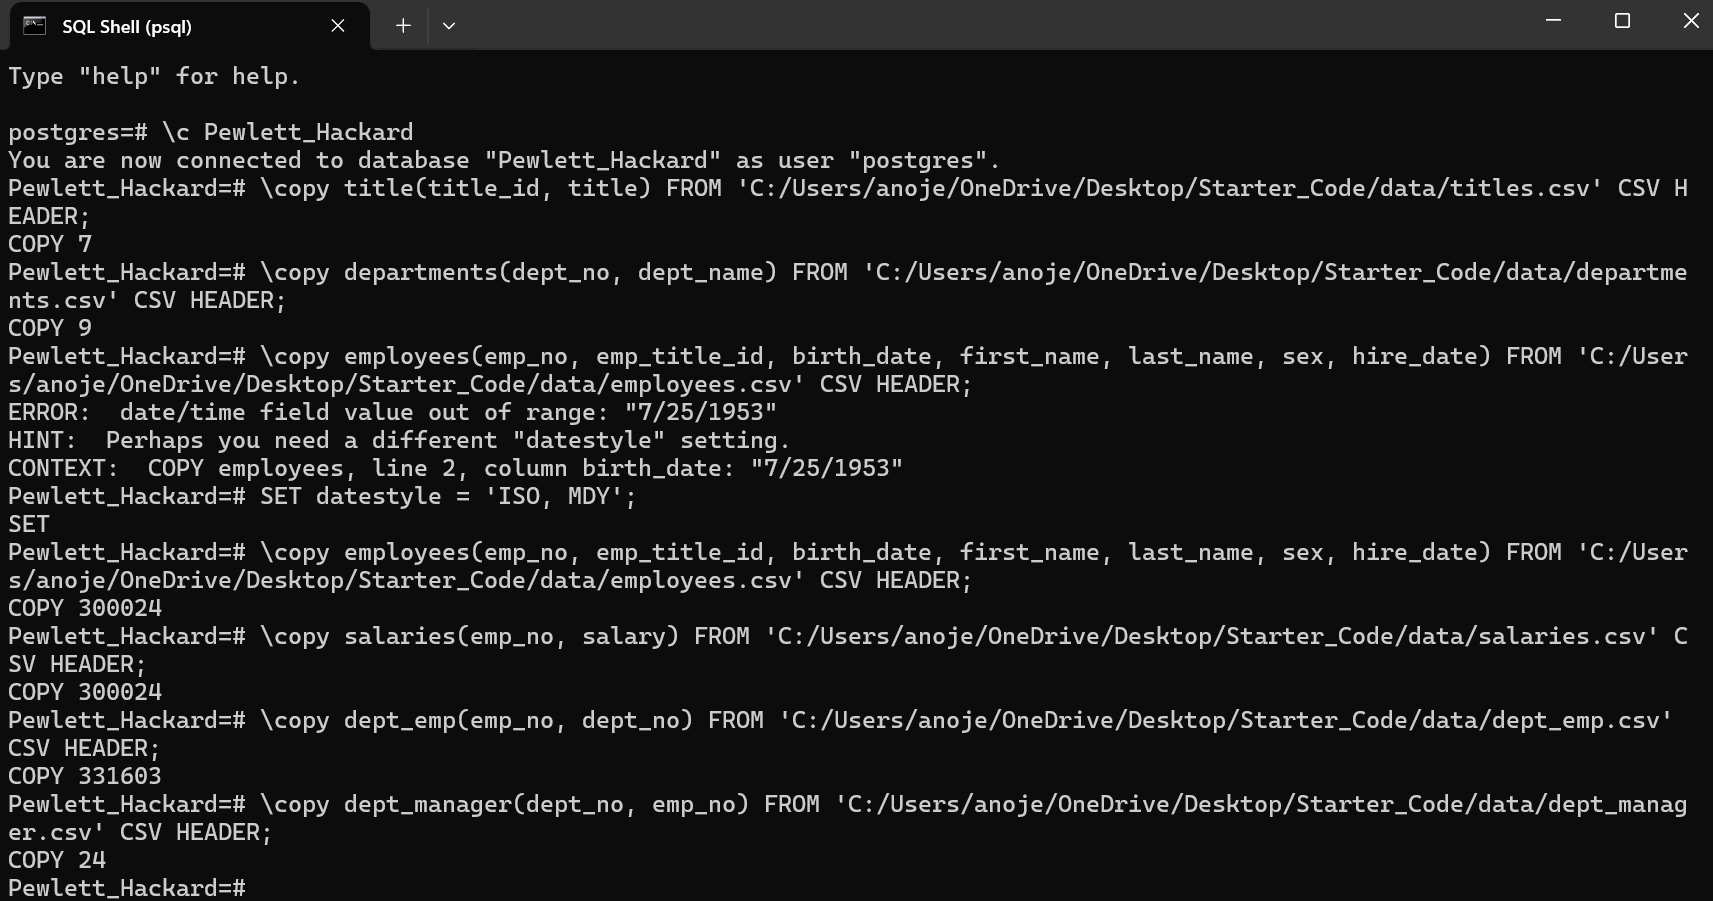 SQL Shell (psql)
Type "help" for help.
postgres=# \c Pewlett_Hackard
You are now connected to database "Pewlett_Hackard" as user "postgres".
Pewlett_Hackard=# \copy title(title_id, title) FROM 'C:/Users/anoje/OneDrive/Desktop/Starter_Code/data/titles.csv' CSV H
EADER;
COPY 7
Pewlett_Hackard=# \copy departments(dept_no, dept_name) FROM 'C:/Users/anoje/OneDrive/Desktop/Starter_Code/data/departme
nts.csv' CSV HEADER;
COPY 9
Pewlett_Hackard=# \copy employees(emp_no, emp_title_id, birth_date, first_name, last_name, sex, hire_date) FROM 'C:/User
s/anoje/OneDrive/Desktop/Starter_Code/data/employees.csv' CSV HEADER;
ERROR:  date/time field value out of range: "7/25/1953"
HINT:  Perhaps you need a different "datestyle" setting.
CONTEXT:  COPY employees, line 2, column birth_date: "7/25/1953"
Pewlett_Hackard=# SET datestyle = 'ISO, MDY';
SET
Pewlett_Hackard=# \copy employees(emp_no, emp_title_id, birth_date, first_name, last_name, sex, hire_date) FROM 'C:/User
s/anoje/OneDrive/Desktop/Starter_Code/data/employees.csv' CSV HEADER;
COPY 300024
Pewlett_Hackard=# \copy salaries(emp_no, salary) FROM 'C:/Users/anoje/OneDrive/Desktop/Starter_Code/data/salaries.csv' C
SV HEADER;
COPY 300024
Pewlett_Hackard=# \copy dept_emp(emp_no, dept_no) FROM 'C:/Users/anoje/OneDrive/Desktop/Starter_Code/data/dept_emp.csv'
CSV HEADER;
COPY 331603
Pewlett_Hackard=# \copy dept_manager(dept_no, emp_no) FROM 'C:/Users/anoje/OneDrive/Desktop/Starter_Code/data/dept_manag
er.csv' CSV HEADER;
COPY 24
Pewlett_Hackard=#